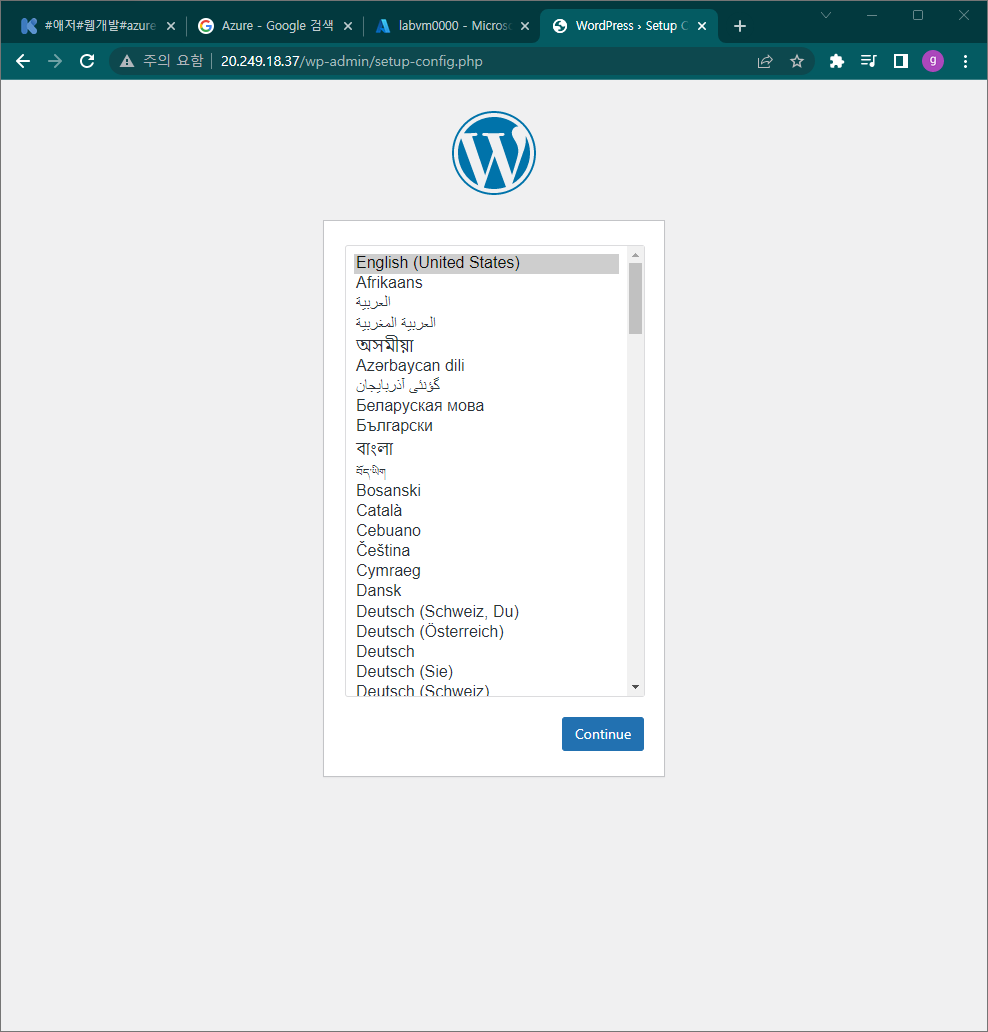 #애저#웹개발#azure
Azure - Google 검색
labvm0000 - Microso
WordPress › Setup C
주의 요함
20.249.18.37/wp-admin/setup-config.php
g
English (United States)
Afrikaans
العربية
العربية المغربية
অসমীয়া
Azərbaycan dili
گؤنئی آذربایجان
Беларуская мова
Български
বাংলা
བོད་ཡིག
Bosanski
Català
Cebuano
Čeština
Cymraeg
Dansk
Deutsch (Schweiz, Du)
Deutsch (Österreich)
Deutsch
Deutsch (Sie)
Deutsch (Schweiz)
Continue